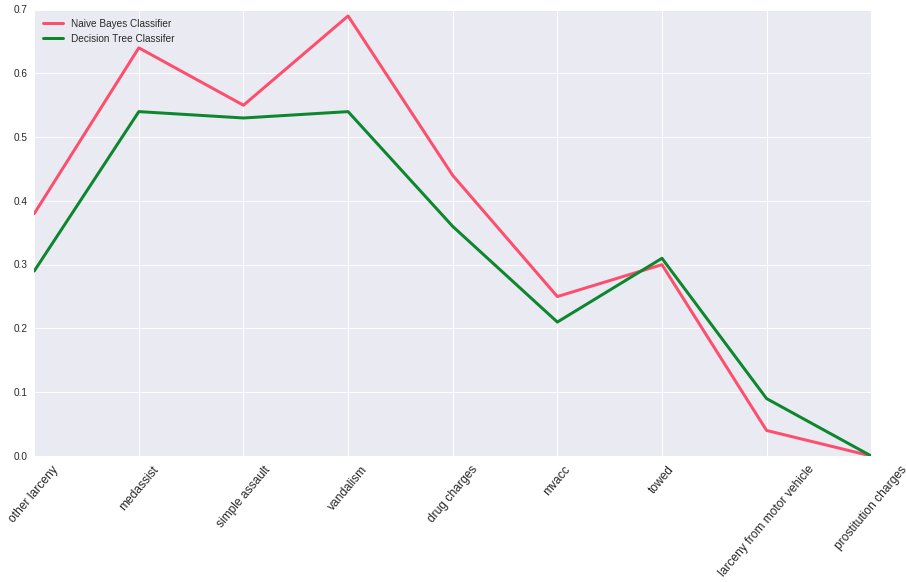 0.7
0.6
0.5
0.4
0.3
0.2
0.1
0.0
Naive Bayes Classifier
Decision Tree Classifer
other larceny
medassist
simple assault
vandalism
drug charges
mvacc
towed
larceny from motor vehicle
prostitution charges